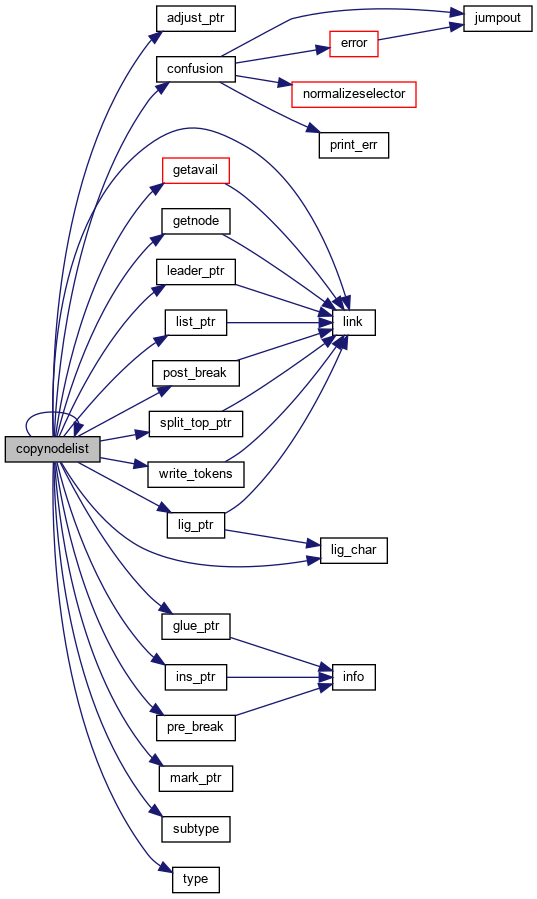 adjust_ptr
jumpout
error
confusion
normalizeselector
print_err
getavail
getnode
leader_ptr
list_ptr
link
post_break
split_top_ptr
copynodelist
write_tokens
lig_ptr
lig_char
glue_ptr
ins_ptr
info
pre_break
mark_ptr
subtype
type